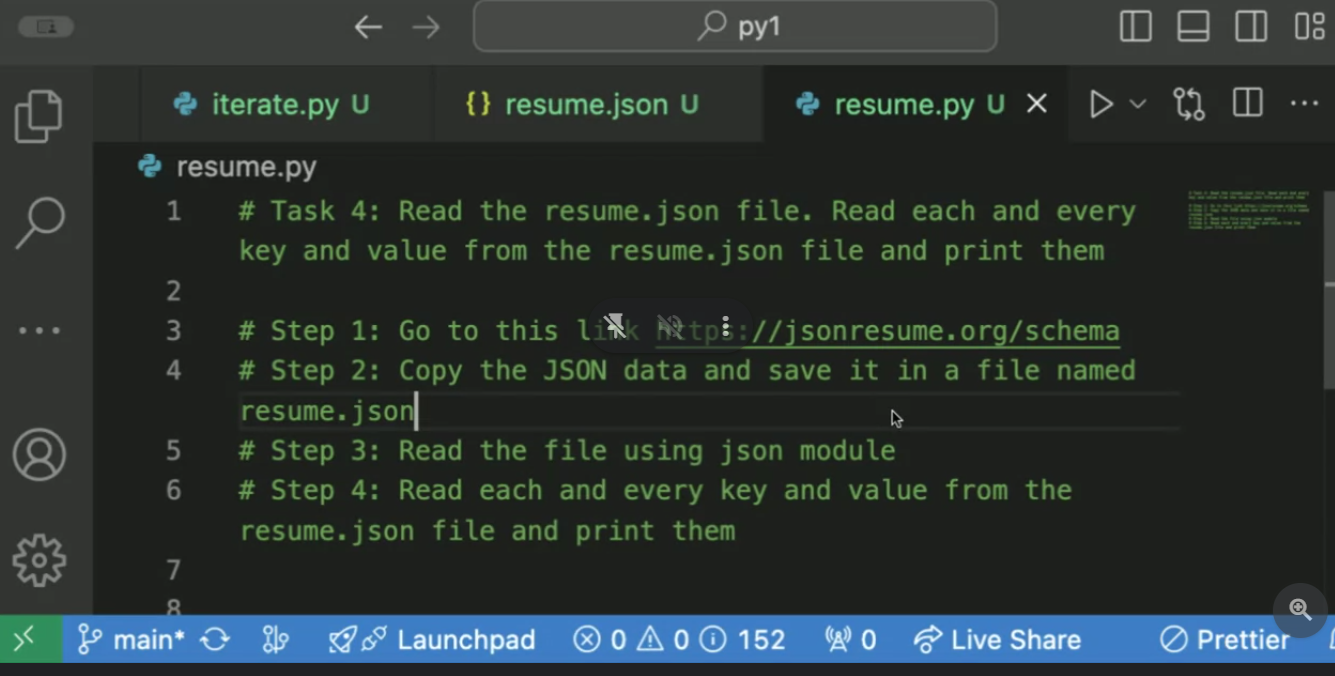 py1
iterate.py U
{} resume.json U
resume.py U
resume.py
1 # Task 4: Read the resume.json file. Read each and every
key and value from the resume.json file and print them
2
3 # Step 1: Go to this link https://jsonresume.org/schema
4 # Step 2: Copy the JSON data and save it in a file named
resume.json
5 # Step 3: Read the file using json module
6 # Step 4: Read each and every key and value from the
resume.json file and print them
7
8
main* Launchpad 0 0 152 0 Live Share Prettier